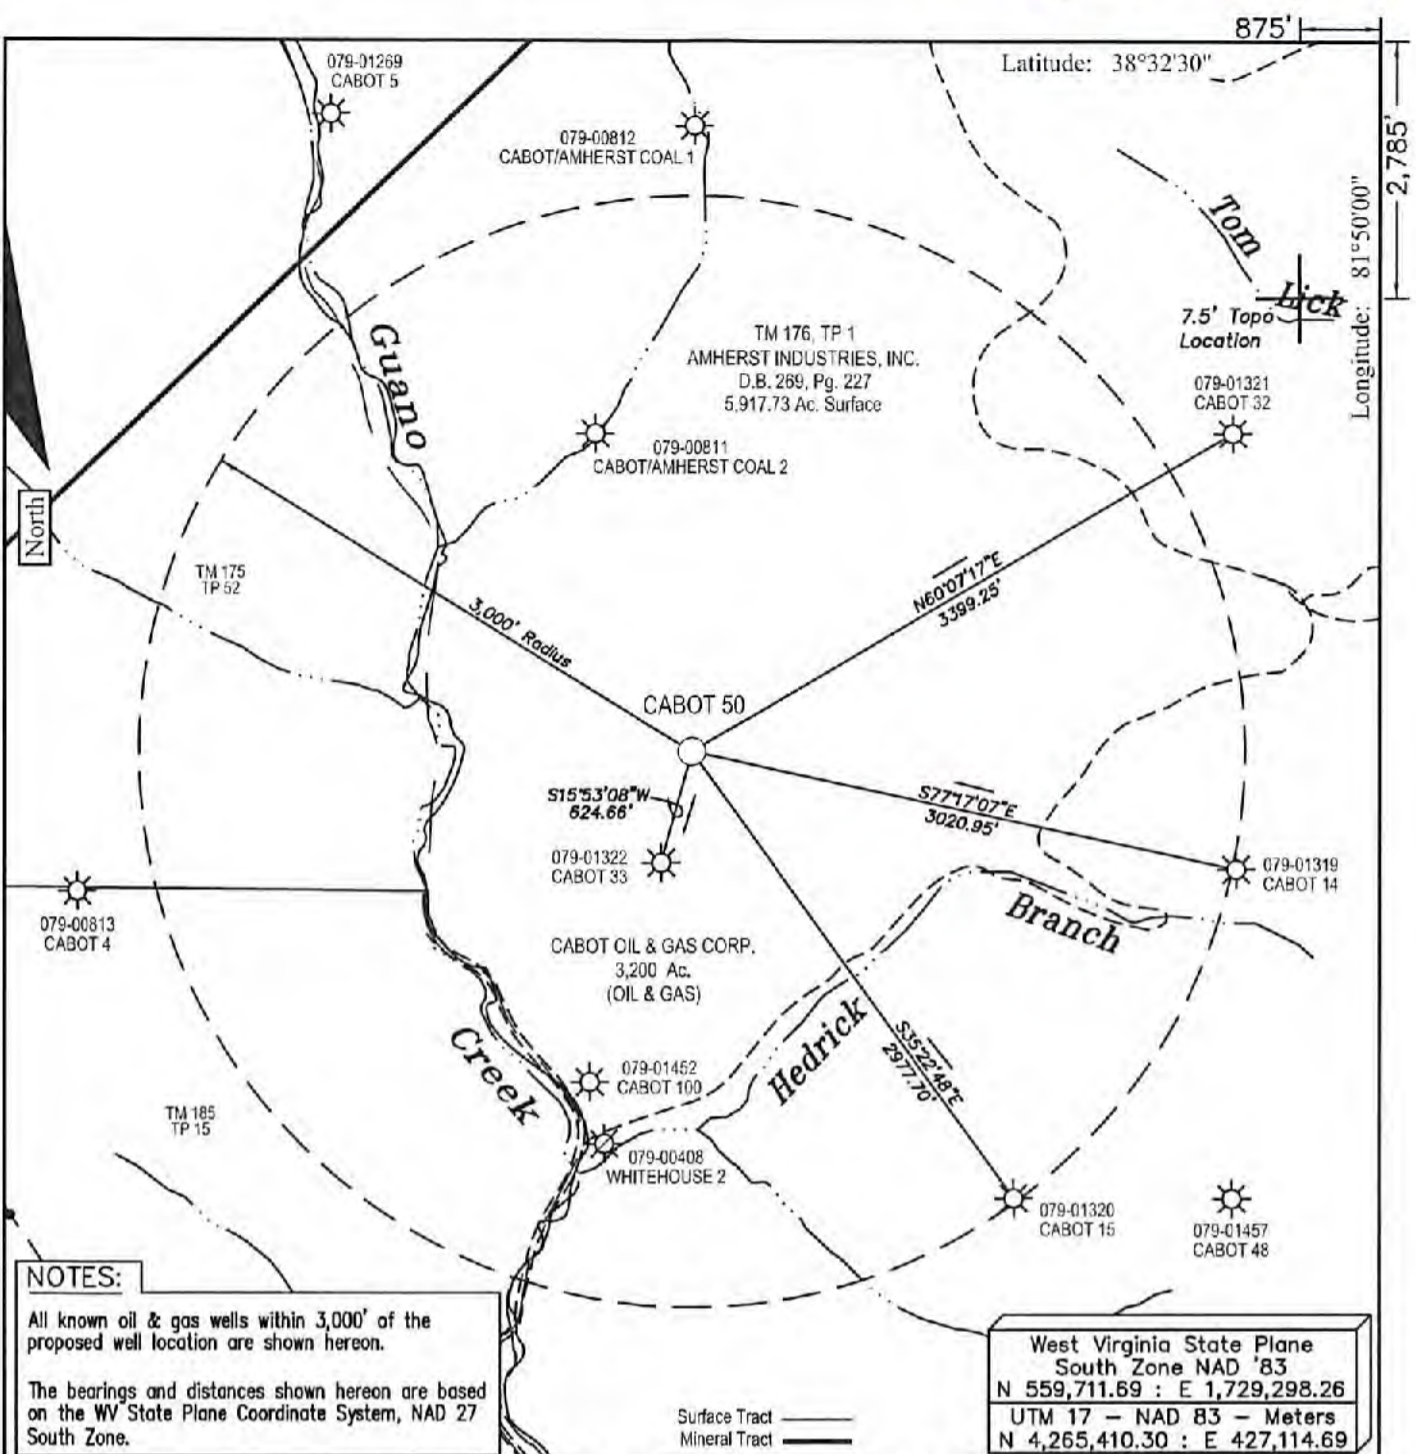 875'
Latitude: 38°32'30"
2,785'
Longitude: 81°50'00"
079-01269
CABOT 5
079-00812
CABOT/AMHERST COAL 1
Tom
Lick
7.5' Topo
Location
Guano
TM 176, TP 1
AMHERST INDUSTRIES, INC.
D.B. 269, Pg. 227
5,917.73 Ac. Surface
079-01321
CABOT 32
079-00811
CABOT/AMHERST COAL 2
North
TM 175
TP 52
3,000' Radius
N60°07'17"E
3399.25'
CABOT 50
S15°53'08"W
624.66'
S77°17'07"E
3020.95'
079-01322
CABOT 33
079-01319
CABOT 14
079-00813
CABOT 4
Branch
CABOT OIL & GAS CORP.
3,200 Ac.
(OIL & GAS)
Hedrick
S35°22'48"E
2977.70'
Creek
079-01452
CABOT 100
TM 185
TP 15
079-00408
WHITEHOUSE 2
079-01320
CABOT 15
079-01457
CABOT 48
NOTES:
All known oil & gas wells within 3,000' of the
proposed well location are shown hereon.
The bearings and distances shown hereon are based
on the WV State Plane Coordinate System, NAD 27
South Zone.
Surface Tract
Mineral Tract
West Virginia State Plane
South Zone NAD '83
N 559,711.69 : E 1,729,298.26
UTM 17 - NAD 83 - Meters
N 4,265,410.30 : E 427,114.69